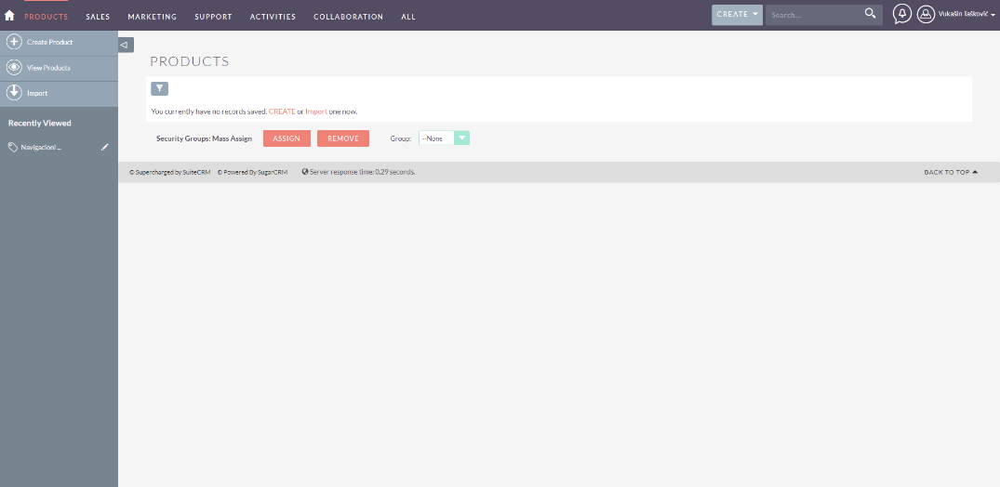 PRODUCTS SALES MARKETING SUPPORT ACTIVITIES COLLABORATION ALL CREATE Search... Vukašin Tašković
Create Product
View Products
Import
Recently Viewed
Navigacioni ...
PRODUCTS
You currently have no records saved. CREATE or Import one now.
Security Groups: Mass Assign ASSIGN REMOVE Group: --None
© Supercharged by SuiteCRM © Powered By SugarCRM Server response time: 0.29 seconds. BACK TO TOP